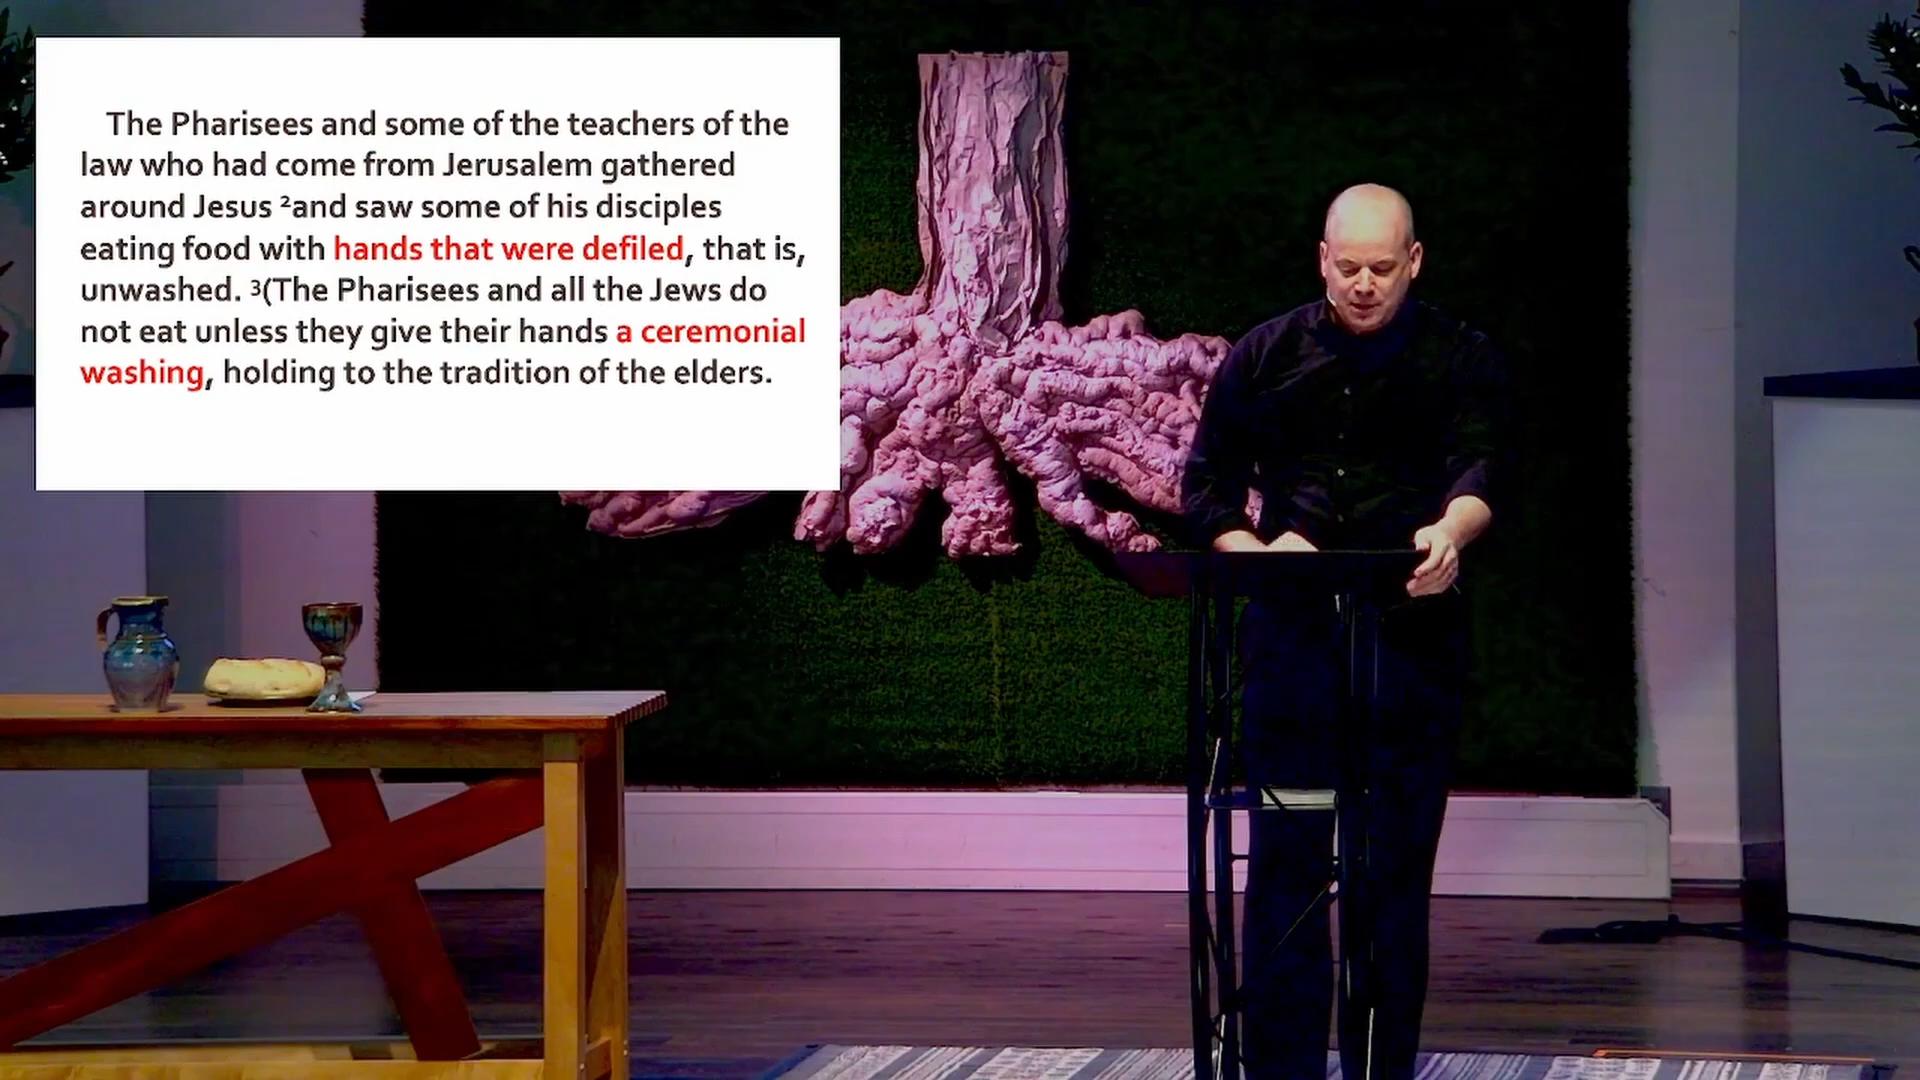 The Pharisees and some of the teachers of the
law who had come from Jerusalem gathered
around Jesus ²and saw some of his disciples
eating food with hands that were defiled, that is,
unwashed. ³(The Pharisees and all the Jews do
not eat unless they give their hands a ceremonial
washing, holding to the tradition of the elders.